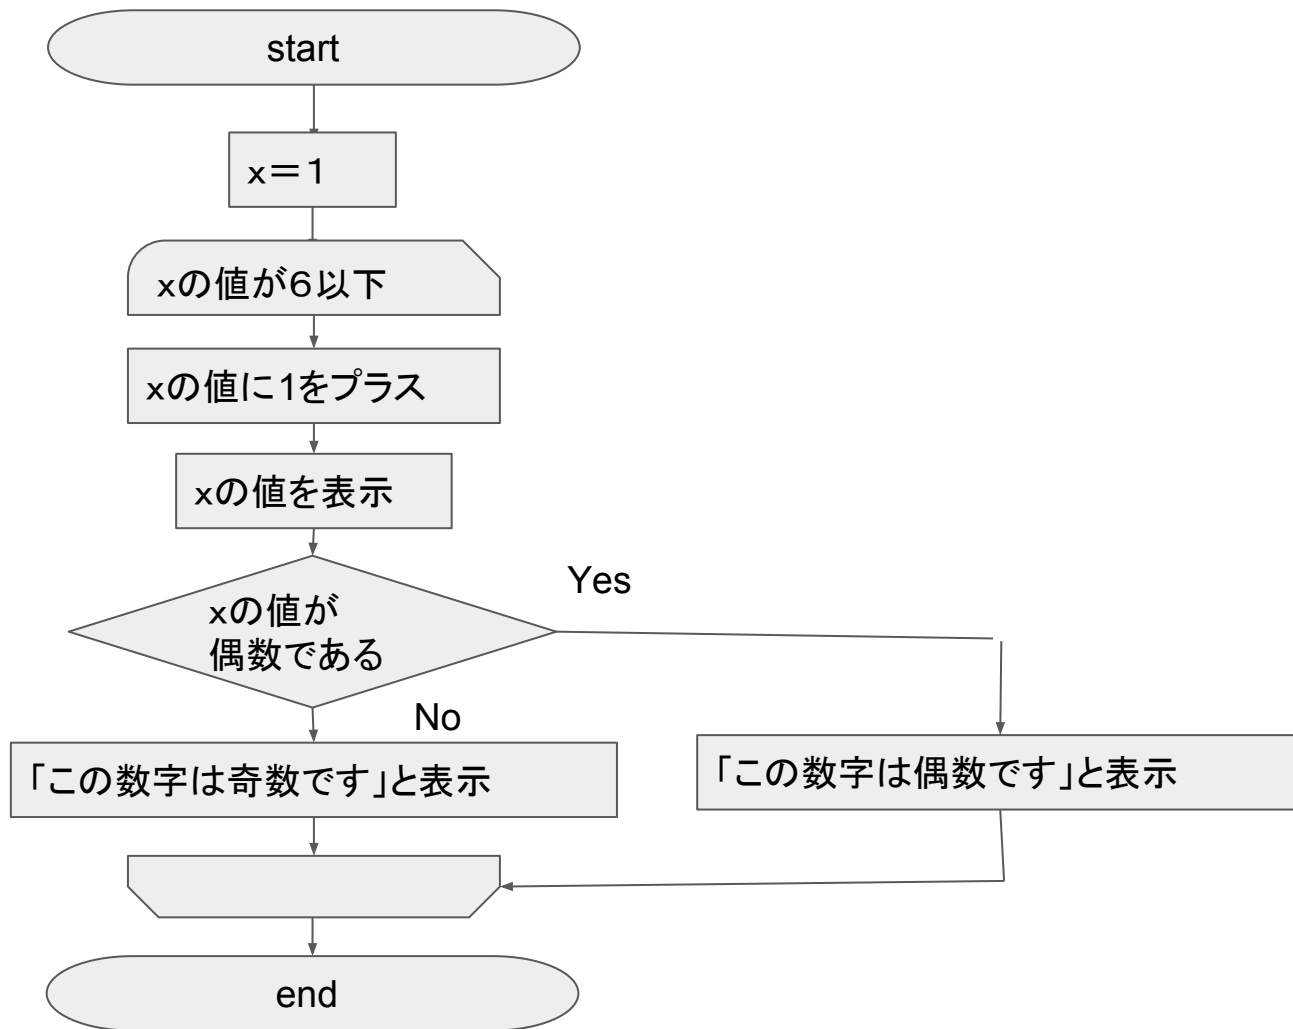 start
x＝１
xの値が６以下
xの値に1をプラス
xの値を表示
xの値が
偶数である
Yes
No
「この数字は奇数です」と表示
「この数字は偶数です」と表示
end